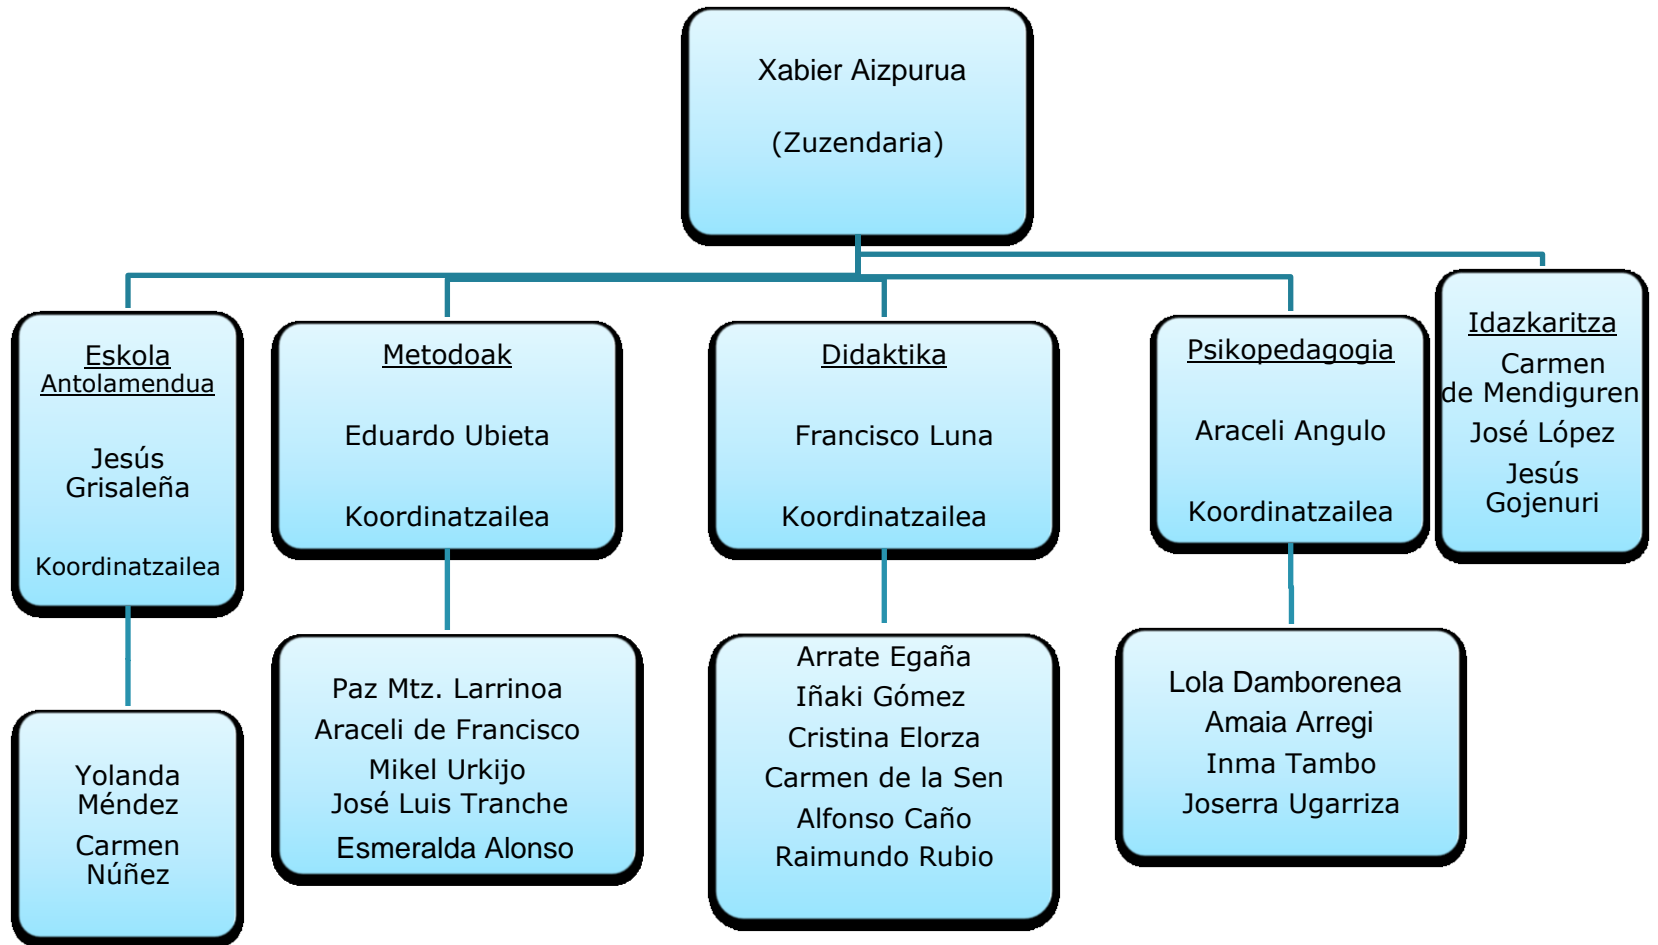 Xabier Aizpurua
(Zuzendaria)
Eskola
Antolamendua
Jesús
Grisaleña
Koordinatzailea
Metodoak
Eduardo Ubieta
Koordinatzailea
Didaktika
Francisco Luna
Koordinatzailea
Psikopedagogia
Araceli Angulo
Koordinatzailea
Idazkaritza
Carmen
de Mendiguren
José López
Jesús
Gojenuri
Yolanda
Méndez
Carmen
Núñez
Paz Mtz. Larrinoa
Araceli de Francisco
Mikel Urkijo
José Luis Tranche
Esmeralda Alonso
Arrate Egaña
Iñaki Gómez
Cristina Elorza
Carmen de la Sen
Alfonso Caño
Raimundo Rubio
Lola Damborenea
Amaia Arregi
Inma Tambo
Joserra Ugarriza